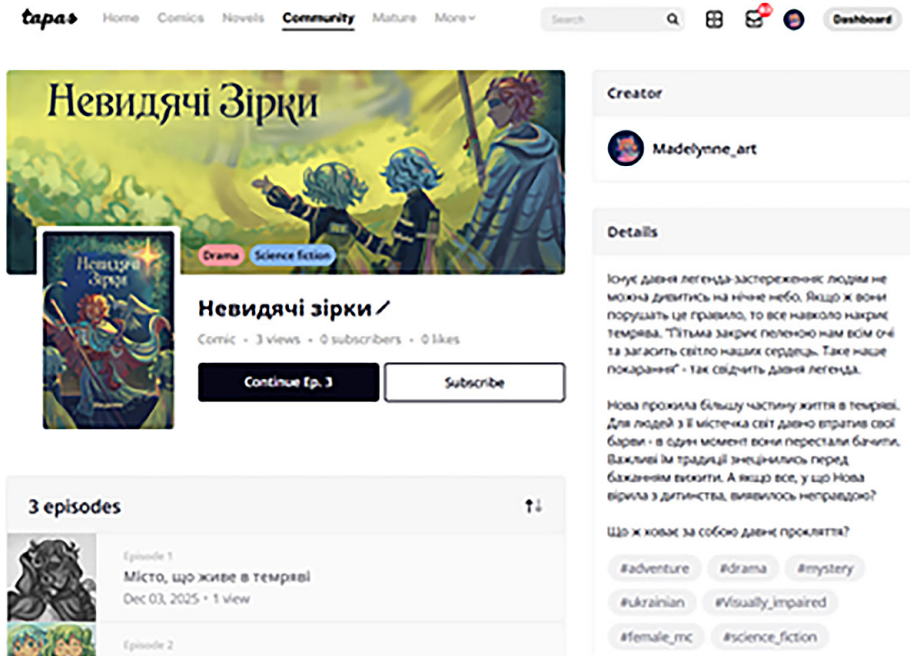 tapas Home Comics Novels Community Mature More Search Dashboard
Невидячі Зірки
Drama Science fiction
Невидячі
Зірки
Невидячі зірки
Comic • 3 views • 0 subscribers • 0 likes
Continue Ep. 3 Subscribe
3 episodes
Episode 1
Місто, що живе в темряві
Dec 03, 2025 • 1 view
Episode 2
Creator
Madelynne_art
Details
Існує давня легенда-застереження: людям не
можна дивитись на нічне небо. Якщо ж вони
порушать це правило, то все навколо накриє
темрява. "Пітьма закриє пеленою нам всім очі
та загасить світло наших сердець. Таке наше
покарання" - так свідчить давня легенда.
Нова прожила більшу частину життя в темряві.
Для людей з її містечка світ давно втратив свої
барви - в один момент вони перестали бачити.
Важливі їм традиції знецінились перед
бажанням вижити. А якщо все, у що Нова
вірила з дитинства, виявилось неправдою?
Що ж ховає за собою давнє прокляття?
#adventure #drama #mystery
#ukrainian #Visually_impaired
#female_mc #science_fiction